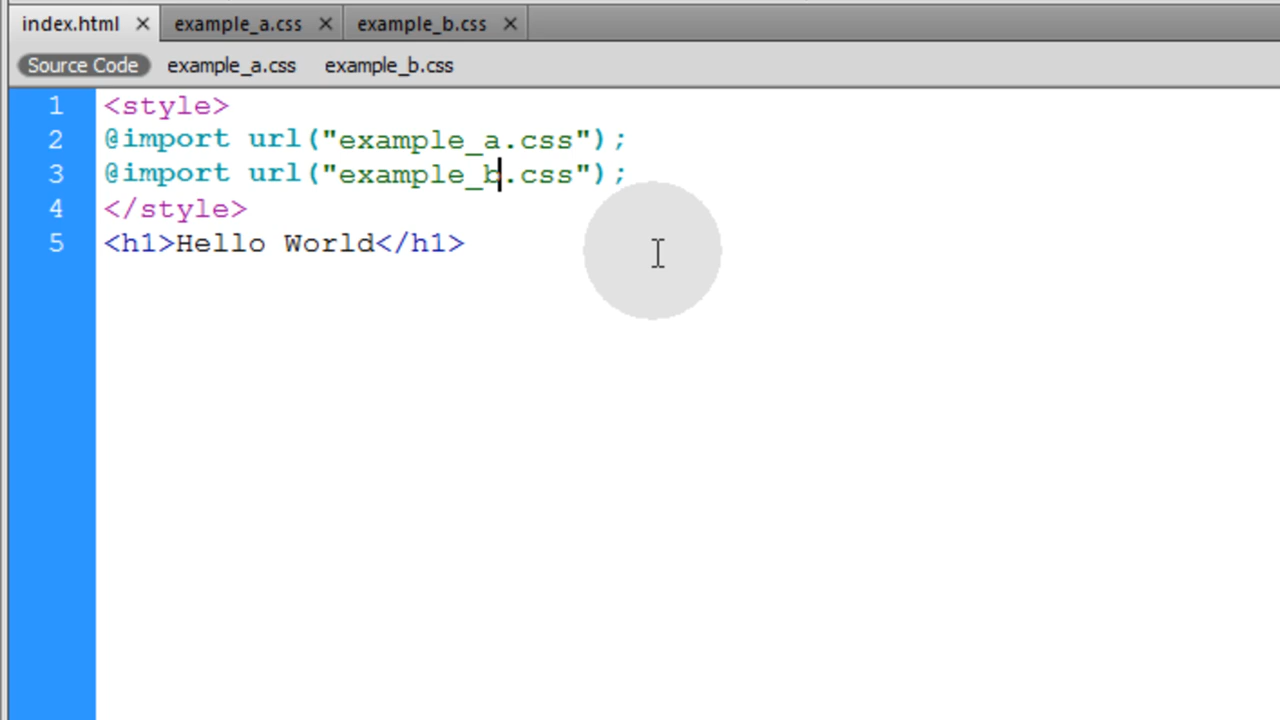 index.html × example_a.css × example_b.css ×
Source Code example_a.css example_b.css
1 <style>
2 @import url("example_a.css");
3 @import url("example_b.css");
4 </style>
5 <h1>Hello World</h1>